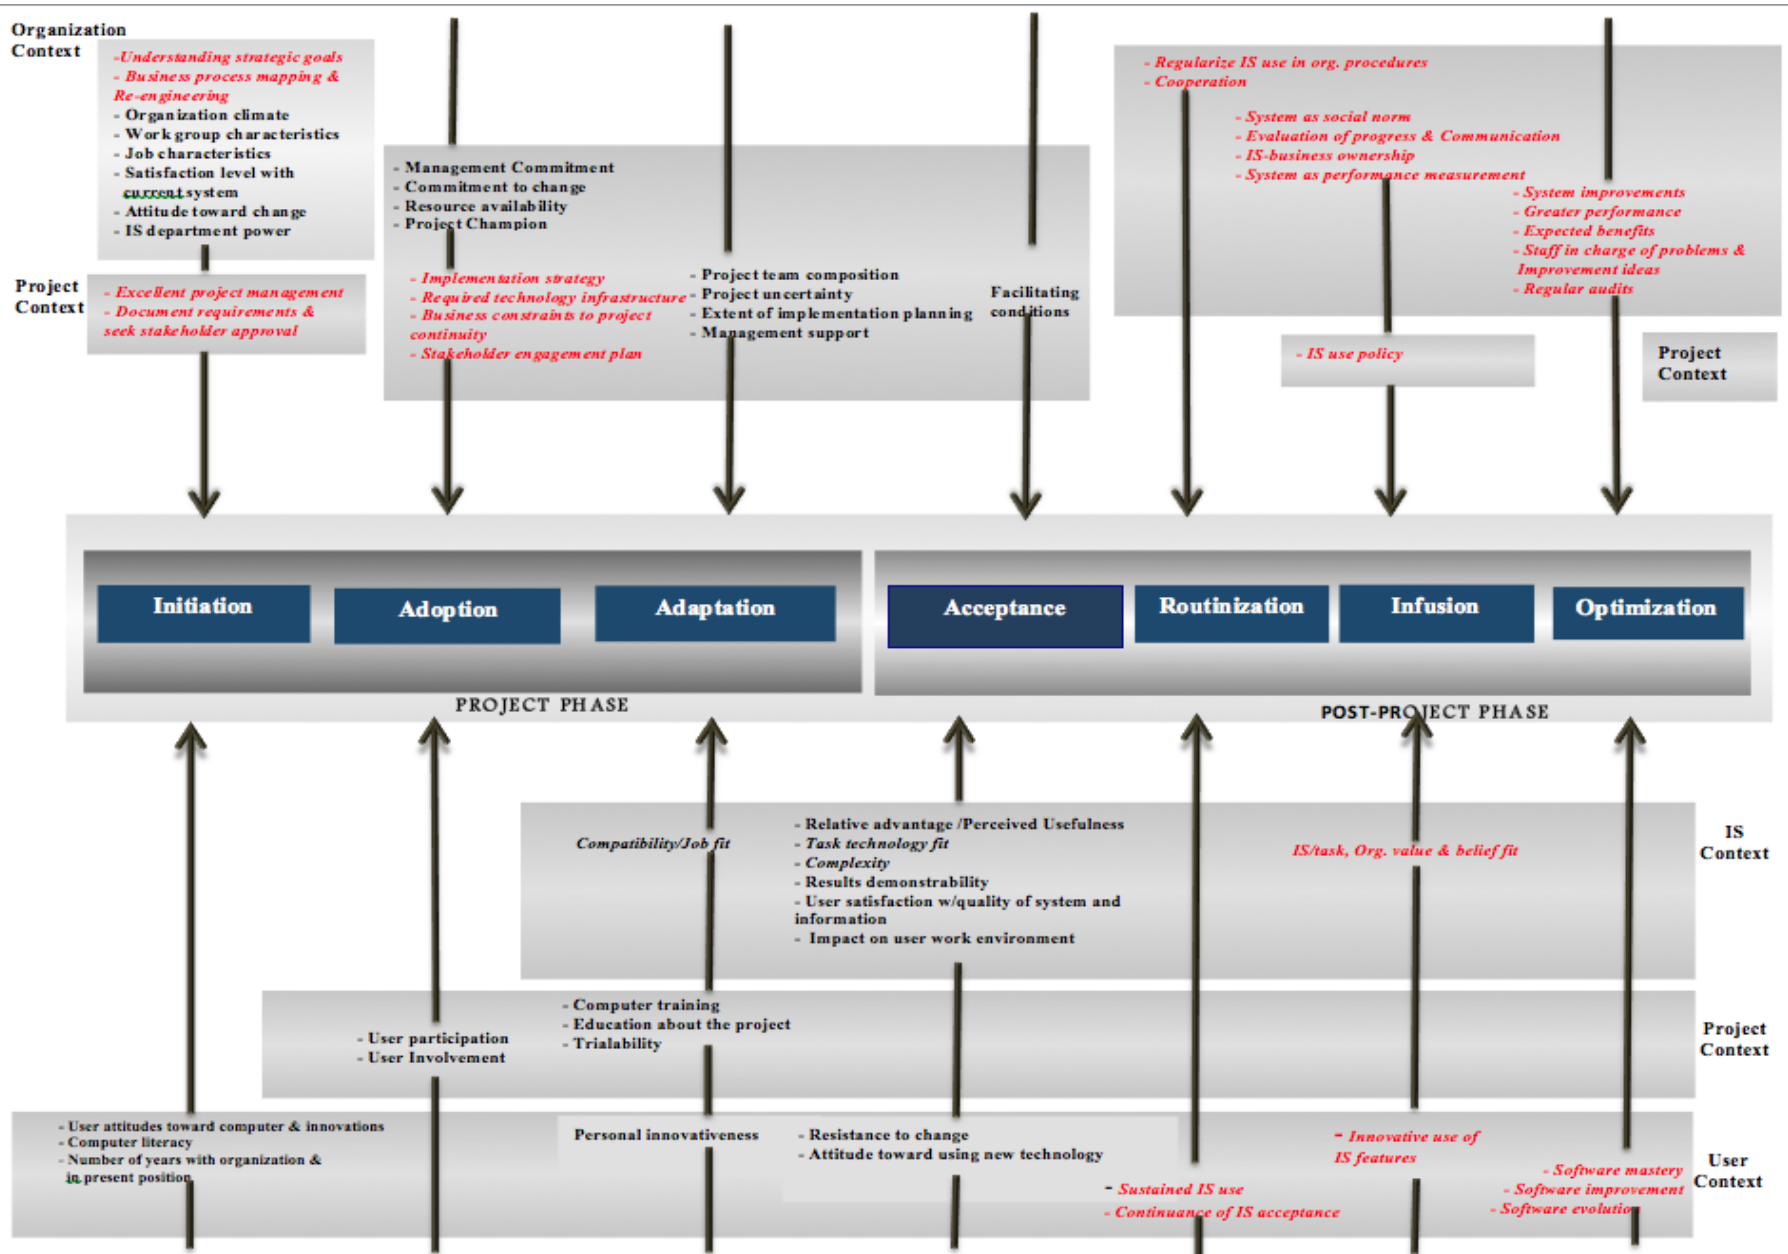 Organization
Context
-Understanding strategic goals
- Business process mapping &
Re-engineering
- Organization climate
- Work group characteristics
- Job characteristics
- Satisfaction level with
current system
- Attitude toward change
- IS department power
Project
Context
- Excellent project management
- Document requirements &
seek stakeholder approval
- Management Commitment
- Commitment to change
- Resource availability
- Project Champion
- Implementation strategy
- Required technology infrastructure
- Business constraints to project
continuity
- Stakeholder engagement plan
- Project team composition
- Project uncertainty
- Extent of implementation planning
- Management support
Facilitating
conditions
- Regularize IS use in org. procedures
- Cooperation
- System as social norm
- Evaluation of progress & Communication
- IS-business ownership
- System as performance measurement
- System improvements
- Greater performance
- Expected benefits
- Staff in charge of problems &
Improvement ideas
- Regular audits
- IS use policy
Project
Context
Initiation
Adoption
Adaptation
Acceptance
Routinization
Infusion
Optimization
PROJECT PHASE
POST-PROJECT PHASE
Compatibility/Job fit
- Relative advantage /Perceived Usefulness
- Task technology fit
- Complexity
- Results demonstrability
- User satisfaction w/quality of system and
information
- Impact on user work environment
IS/task, Org. value & belief fit
IS
Context
- User participation
- User Involvement
- Computer training
- Education about the project
- Trialability
Project
Context
- User attitudes toward computer & innovations
- Computer literacy
- Number of years with organization &
in present position
Personal innovativeness
- Resistance to change
- Attitude toward using new technology
- Sustained IS use
- Continuance of IS acceptance
- Innovative use of
IS features
- Software mastery
- Software improvement
- Software evolution
User
Context